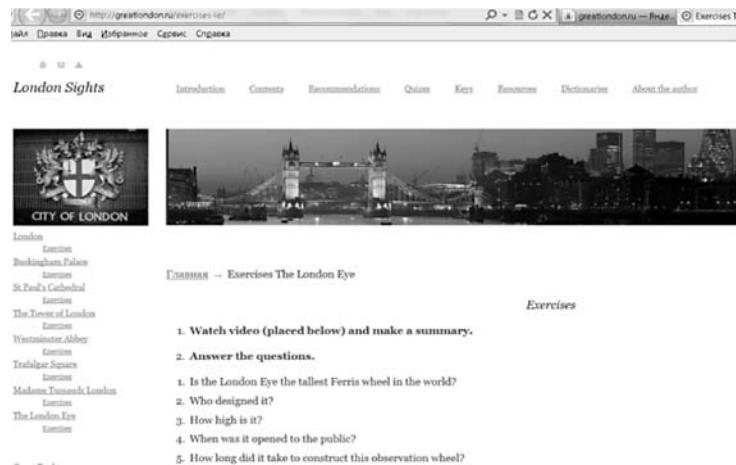 http://greatlondon.ru/exercises-le/
greatlondon.ru — Янде...
Exercises T
айл Правка Вид Избранное Сервис Справка
London Sights
Introduction Contents Recommendations Quizes Keys Resources Dictionaries About the author
CITY OF LONDON
London
Exercises
Buckingham Palace
Exercises
St Paul's Cathedral
Exercises
The Tower of London
Exercises
Westminster Abbey
Exercises
Trafalgar Square
Exercises
Madame Tussauds London
Exercises
The London Eye
Exercises
Главная → Exercises The London Eye
Exercises
1. Watch video (placed below) and make a summary.
2. Answer the questions.
1. Is the London Eye the tallest Ferris wheel in the world?
2. Who designed it?
3. How high is it?
4. When was it opened to the public?
5. How long did it take to construct this observation wheel?